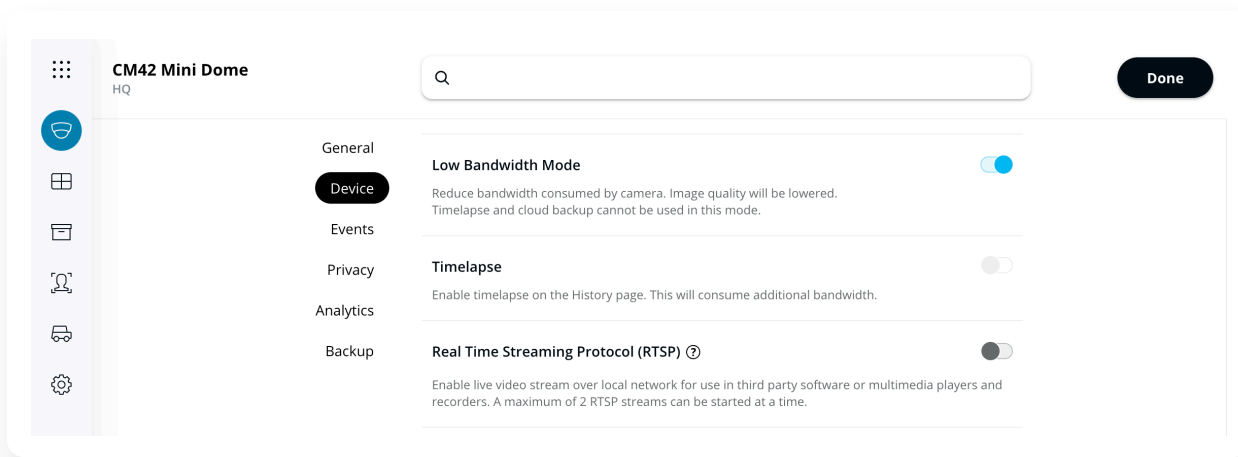 CM42 Mini Dome
HQ
Done
General
Device
Events
Privacy
Analytics
Backup
Low Bandwidth Mode
Reduce bandwidth consumed by camera. Image quality will be lowered.
Timelapse and cloud backup cannot be used in this mode.
Timelapse
Enable timelapse on the History page. This will consume additional bandwidth.
Real Time Streaming Protocol (RTSP) ?
Enable live video stream over local network for use in third party software or multimedia players and
recorders. A maximum of 2 RTSP streams can be started at a time.